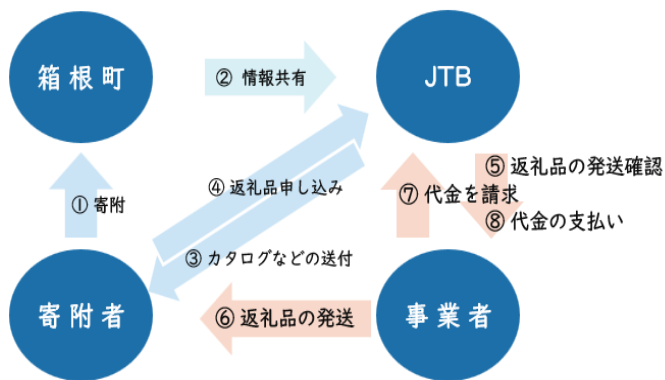 箱根町
② 情報共有
JTB
① 寄附
④ 返礼品申し込み
③ カタログなどの送付
⑤ 返礼品の発送確認
⑦ 代金を請求
⑧ 代金の支払い
寄附者
⑥ 返礼品の発送
事業者